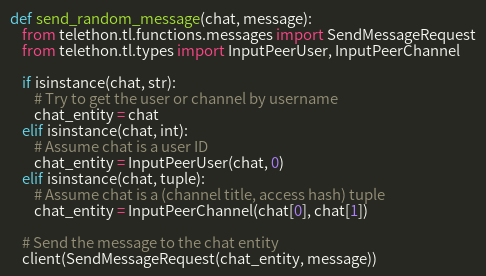 def send_random_message(chat, message):
    from telethon.tl.functions.messages import SendMessageRequest
    from telethon.tl.types import InputPeerUser, InputPeerChannel

    if isinstance(chat, str):
        # Try to get the user or channel by username
        chat_entity = chat
    elif isinstance(chat, int):
        # Assume chat is a user ID
        chat_entity = InputPeerUser(chat, 0)
    elif isinstance(chat, tuple):
        # Assume chat is a (channel title, access hash) tuple
        chat_entity = InputPeerChannel(chat[0], chat[1])

    # Send the message to the chat entity
    client(SendMessageRequest(chat_entity, message))